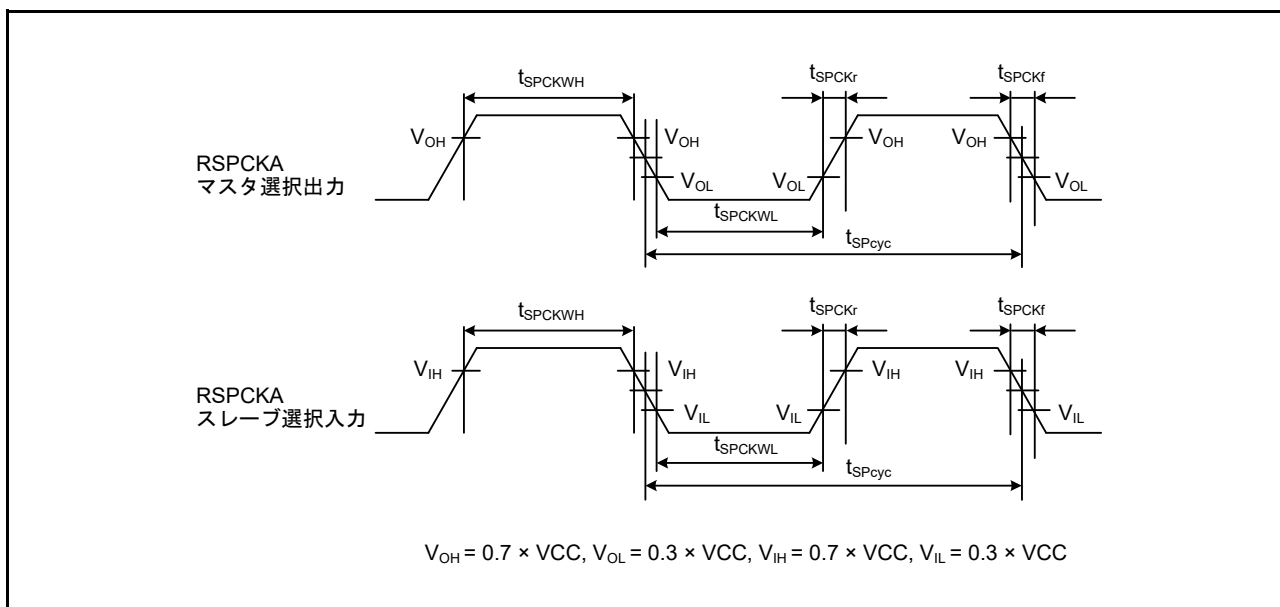 tSPCKWH
tSPCKr
tSPCKf
VOH
VOH
VOH
VOH
RSPCKA
マスタ選択出力
VOL
VOL
VOL
tSPCKWL
tSPcyc
tSPCKWH
tSPCKr
tSPCKf
VIH
VIH
VIH
VIH
RSPCKA
スレーブ選択入力
VIL
VIL
VIL
tSPCKWL
tSPcyc
VOH = 0.7 × VCC, VOL = 0.3 × VCC, VIH = 0.7 × VCC, VIL = 0.3 × VCC